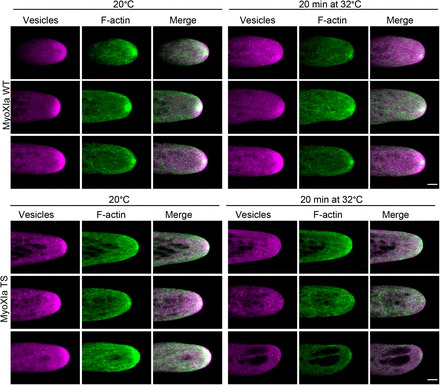 20°C 20 min at 32°C
Vesicles F-actin Merge Vesicles F-actin Merge
MyoXIa WT
20°C 20 min at 32°C
Vesicles F-actin Merge Vesicles F-actin Merge
MyoXIa TS